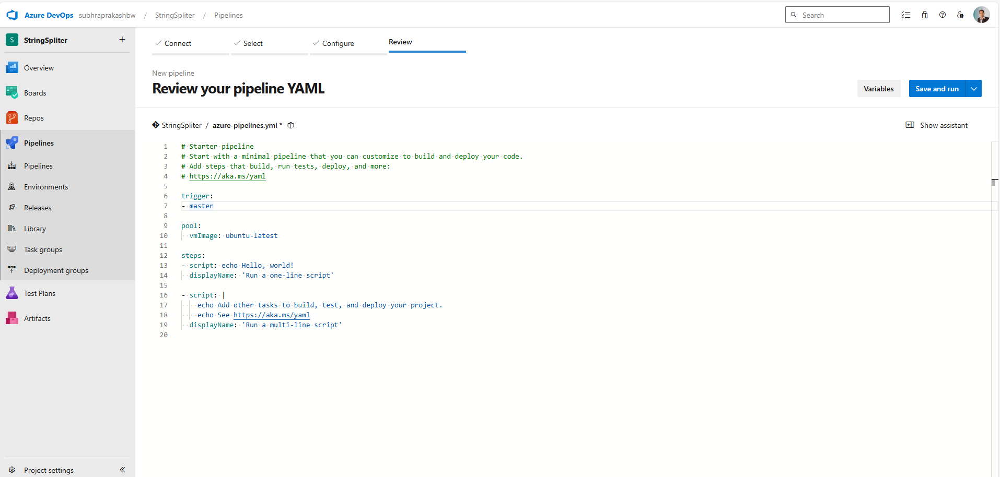 Azure DevOps subhraprakashbw / StringSpliter / Pipelines
Search
S StringSpliter +
Overview
Boards
Repos
Pipelines
Pipelines
Environments
Releases
Library
Task groups
Deployment groups
Test Plans
Artifacts
Project settings
Connect
Select
Configure
Review
New pipeline
Review your pipeline YAML
Variables
Save and run
StringSpliter / azure-pipelines.yml *
Show assistant
1 # Starter pipeline
2 # Start with a minimal pipeline that you can customize to build and deploy your code.
3 # Add steps that build, run tests, deploy, and more:
4 # https://aka.ms/yaml
5
6 trigger:
7 - master
8
9 pool:
10   vmImage: ubuntu-latest
11
12 steps:
13 - script: echo Hello, world!
14   displayName: 'Run a one-line script'
15
16 - script: |
17     echo Add other tasks to build, test, and deploy your project.
18     echo See https://aka.ms/yaml
19   displayName: 'Run a multi-line script'
20